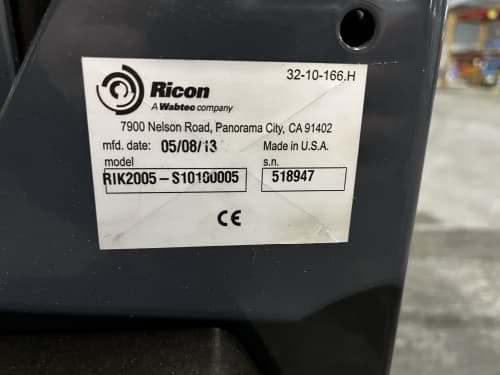 32-10-166.H
Ricon
A Wabtec company
7900 Nelson Road, Panorama City, CA 91402
mfd. date: 05/08/13 Made in U.S.A.
model s.n.
RIK2005-S10100005 518947
CE